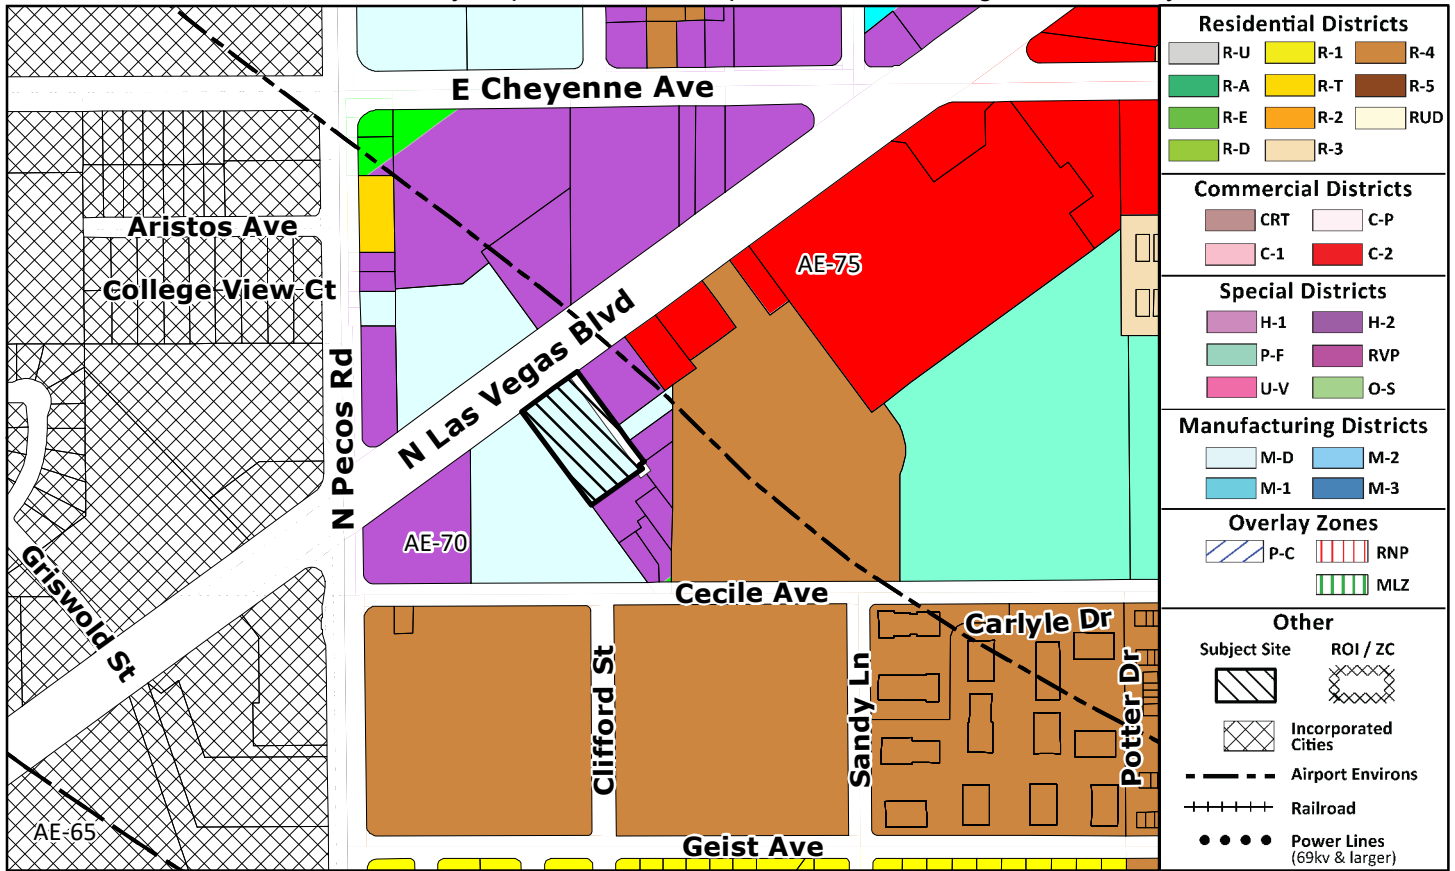 E Cheyenne Ave
Aristos Ave
College View Ct
AE-75
N Las Vegas Blvd
N Pecos Rd
AE-70
Griswold St
Cecile Ave
Carlyle Dr
Clifford St
Sandy Ln
Potter Dr
AE-65
Geist Ave
Residential Districts
R-U R-1 R-4
R-A R-T R-5
R-E R-2 RUD
R-D R-3
Commercial Districts
CRT C-P
C-1 C-2
Special Districts
H-1 H-2
P-F RVP
U-V O-S
Manufacturing Districts
M-D M-2
M-1 M-3
Overlay Zones
P-C RNP
MLZ
Other
Subject Site ROI / ZC
Incorporated
Cities
Airport Environs
Railroad
Power Lines
(69kv & larger)